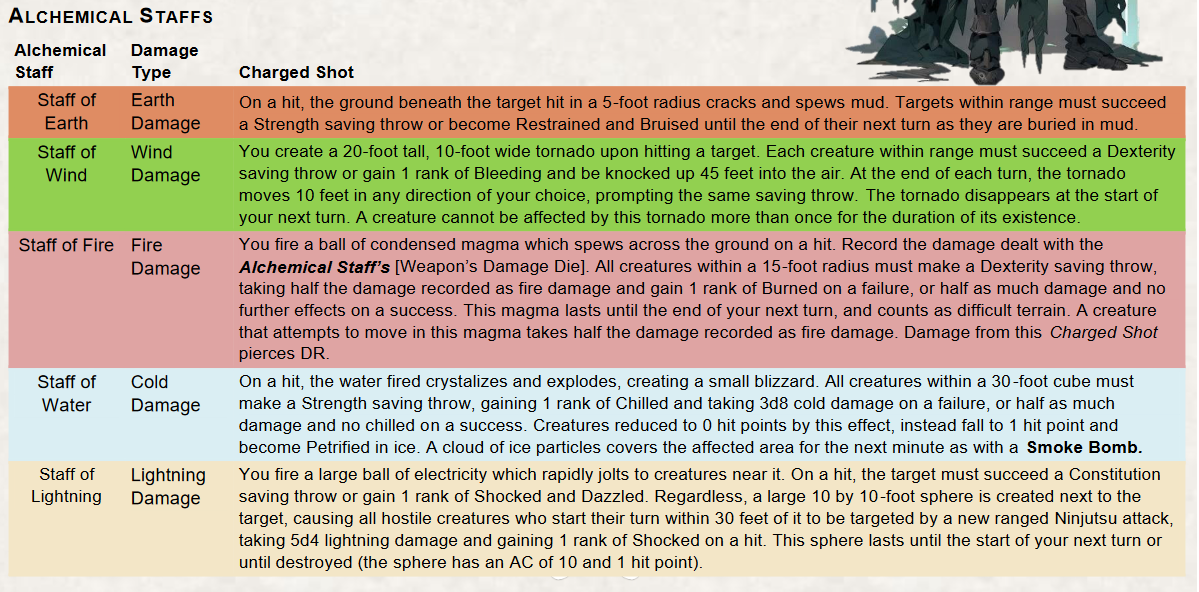 ALCHEMICAL STAFFS
Alchemical Staff
Damage Type
Charged Shot
Staff of Earth
Earth Damage
On a hit, the ground beneath the target hit in a 5-foot radius cracks and spews mud. Targets within range must succeed
a Strength saving throw or become Restrained and Bruised until the end of their next turn as they are buried in mud.
Staff of Wind
Wind Damage
You create a 20-foot tall, 10-foot wide tornado upon hitting a target. Each creature within range must succeed a Dexterity
saving throw or gain 1 rank of Bleeding and be knocked up 45 feet into the air. At the end of each turn, the tornado
moves 10 feet in any direction of your choice, prompting the same saving throw. The tornado disappears at the start of
your next turn. A creature cannot be affected by this tornado more than once for the duration of its existence.
Staff of Fire
Fire Damage
You fire a ball of condensed magma which spews across the ground on a hit. Record the damage dealt with the
Alchemical Staff's [Weapon's Damage Die]. All creatures within a 15-foot radius must make a Dexterity saving throw,
taking half the damage recorded as fire damage and gain 1 rank of Burned on a failure, or half as much damage and no
further effects on a success. This magma lasts until the end of your next turn, and counts as difficult terrain. A creature
that attempts to move in this magma takes half the damage recorded as fire damage. Damage from this Charged Shot
pierces DR.
Staff of Water
Cold Damage
On a hit, the water fired crystalizes and explodes, creating a small blizzard. All creatures within a 30-foot cube must
make a Strength saving throw, gaining 1 rank of Chilled and taking 3d8 cold damage on a failure, or half as much
damage and no chilled on a success. Creatures reduced to 0 hit points by this effect, instead fall to 1 hit point and
become Petrified in ice. A cloud of ice particles covers the affected area for the next minute as with a Smoke Bomb.
Staff of Lightning
Lightning Damage
You fire a large ball of electricity which rapidly jolts to creatures near it. On a hit, the target must succeed a Constitution
saving throw or gain 1 rank of Shocked and Dazzled. Regardless, a large 10 by 10-foot sphere is created next to the
target, causing all hostile creatures who start their turn within 30 feet of it to be targeted by a new ranged Ninjutsu attack,
taking 5d4 lightning damage and gaining 1 rank of Shocked on a hit. This sphere lasts until the start of your next turn or
until destroyed (the sphere has an AC of 10 and 1 hit point).